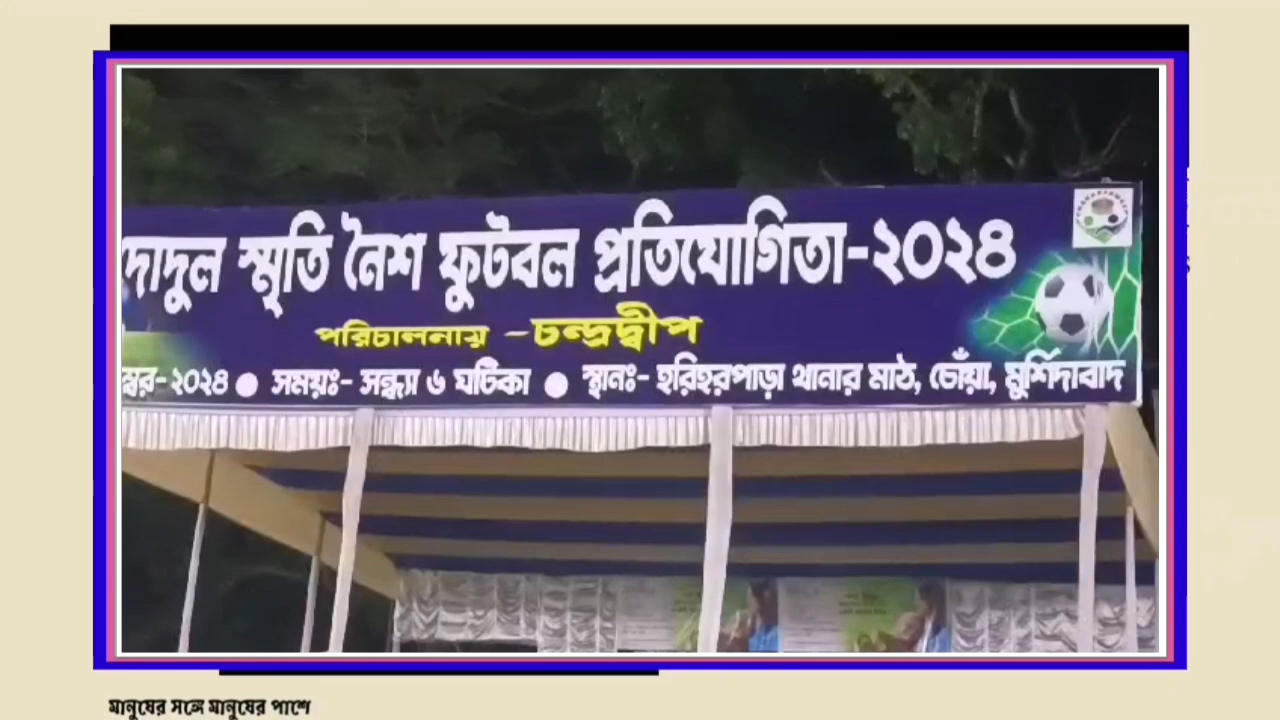 দোদুল স্মৃতি নৈশ ফুটবল প্রতিযোগিতা-২০২৪
পরিচালনায় -চন্দ্রদ্বীপ
ম্বর-২০২৪ ● সময়ঃ- সন্ধ্যা ৬ ঘটিকা ● স্থানঃ- হরিহরপাড়া থানার মাঠ, চোঁয়া, মুর্শিদাবাদ
মানুষের সঙ্গে মানুষের পাশে